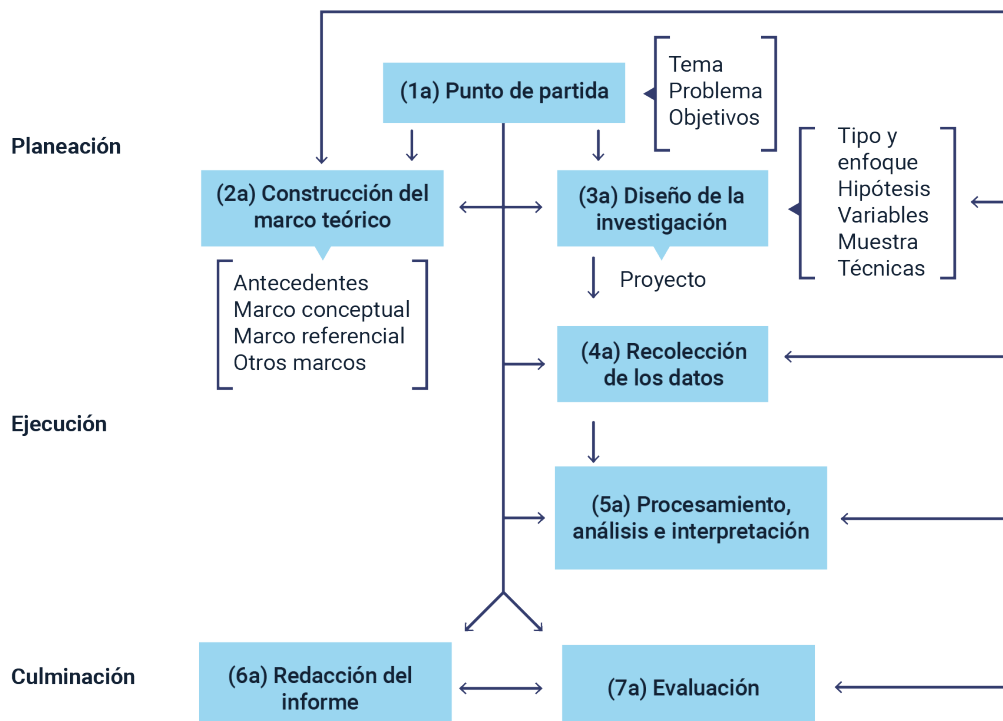 (1a) Punto de partida
Tema
Problema
Objetivos
Planeación
(2a) Construcción del
marco teórico
(3a) Diseño de la
investigación
Tipo y
enfoque
Hipótesis
Variables
Muestra
Técnicas
Antecedentes
Marco conceptual
Marco referencial
Otros marcos
Proyecto
(4a) Recolección
de los datos
Ejecución
(5a) Procesamiento,
análisis e interpretación
Culminación
(6a) Redacción del
informe
(7a) Evaluación